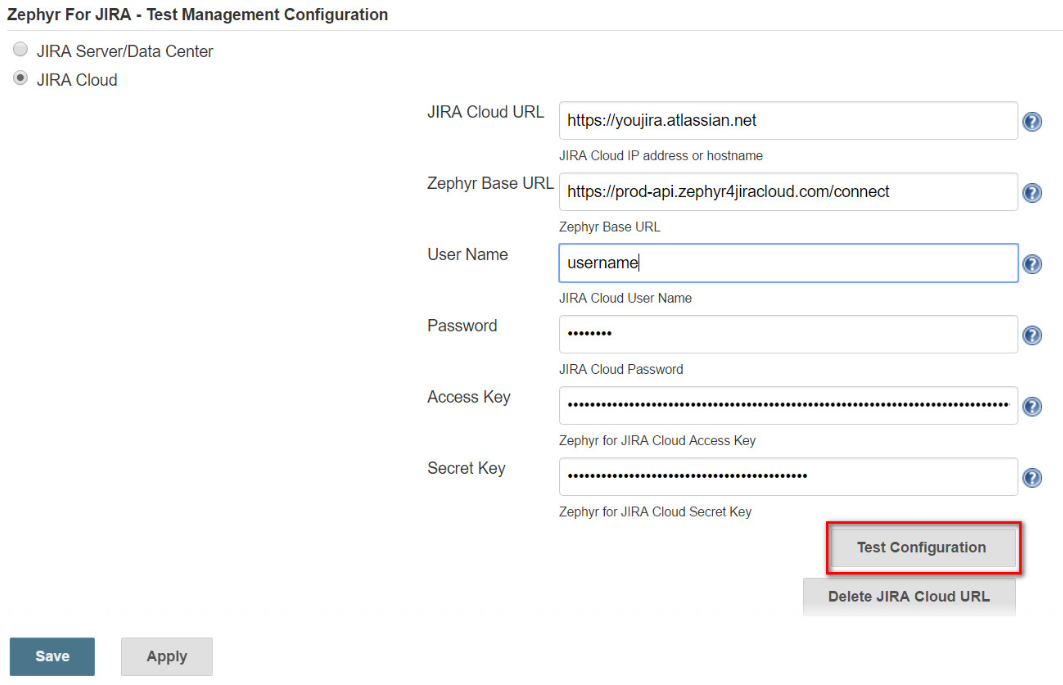 Zephyr For JIRA - Test Management Configuration
JIRA Server/Data Center
JIRA Cloud
JIRA Cloud URL
https://youjira.atlassian.net
JIRA Cloud IP address or hostname
Zephyr Base URL
https://prod-api.zephyr4jiracloud.com/connect
Zephyr Base URL
User Name
username
JIRA Cloud User Name
Password
••••••••
JIRA Cloud Password
Access Key
Zephyr for JIRA Cloud Access Key
Secret Key
Zephyr for JIRA Cloud Secret Key
Test Configuration
Delete JIRA Cloud URL
Save
Apply